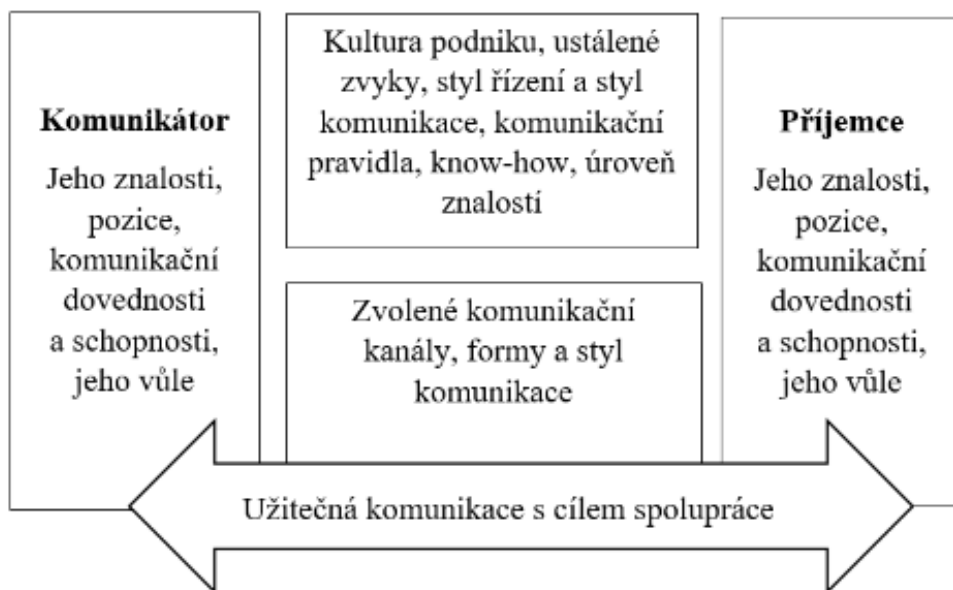 Komunikátor
Jeho znalosti,
pozice,
komunikační
dovednosti
a schopnosti,
jeho vůle
Kultura podniku, ustálené
zvyky, styl řízení a styl
komunikace, komunikační
pravidla, know-how, úroveň
znalostí
Zvolené komunikační
kanály, formy a styl
komunikace
Příjemce
Jeho znalosti,
pozice,
komunikační
dovednosti
a schopnosti,
jeho vůle
Užitečná komunikace s cílem spolupráce